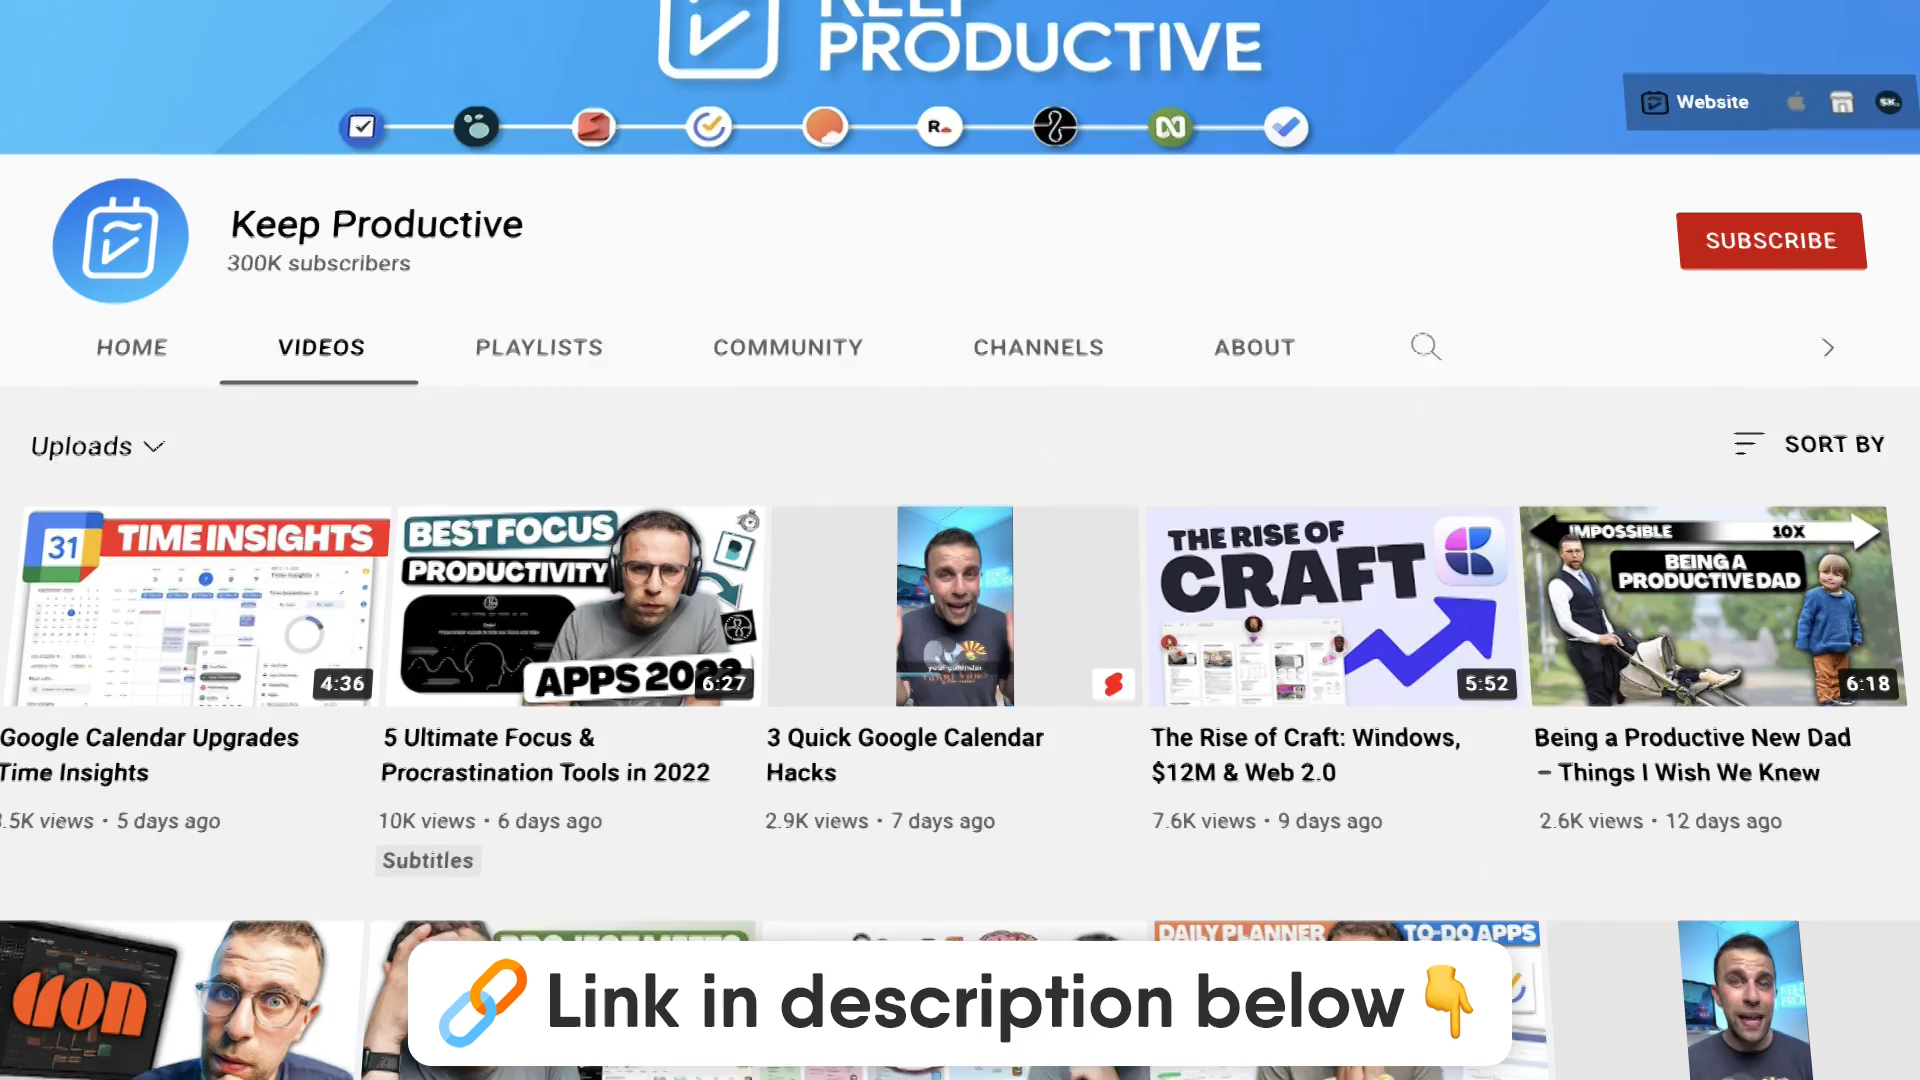 KEEP
PRODUCTIVE
Website
Keep Productive
300K subscribers
SUBSCRIBE
HOME
VIDEOS
PLAYLISTS
COMMUNITY
CHANNELS
ABOUT
Uploads
SORT BY
31
TIME INSIGHTS
4:36
BEST FOCUS
PRODUCTIVITY
APPS 2022
6:27
THE RISE OF
CRAFT
5:52
IMPOSSIBLE
10X
BEING A
PRODUCTIVE DAD
6:18
Google Calendar Upgrades
Time Insights
.5K views • 5 days ago
5 Ultimate Focus &
Procrastination Tools in 2022
10K views • 6 days ago
Subtitles
3 Quick Google Calendar
Hacks
2.9K views • 7 days ago
The Rise of Craft: Windows,
$12M & Web 2.0
7.6K views • 9 days ago
Being a Productive New Dad
– Things I Wish We Knew
2.6K views • 12 days ago
DAILY PLANNER
TO-DO APPS
Link in description below